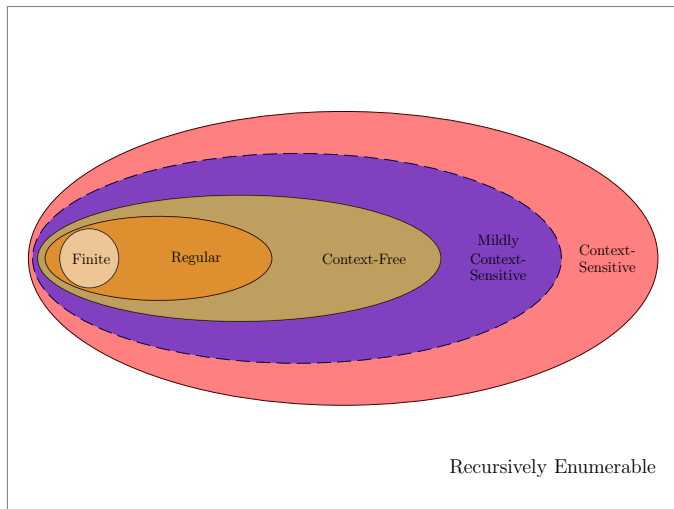 Finite
Regular
Context-Free
Mildly
Context-
Sensitive
Context-
Sensitive
Recursively Enumerable